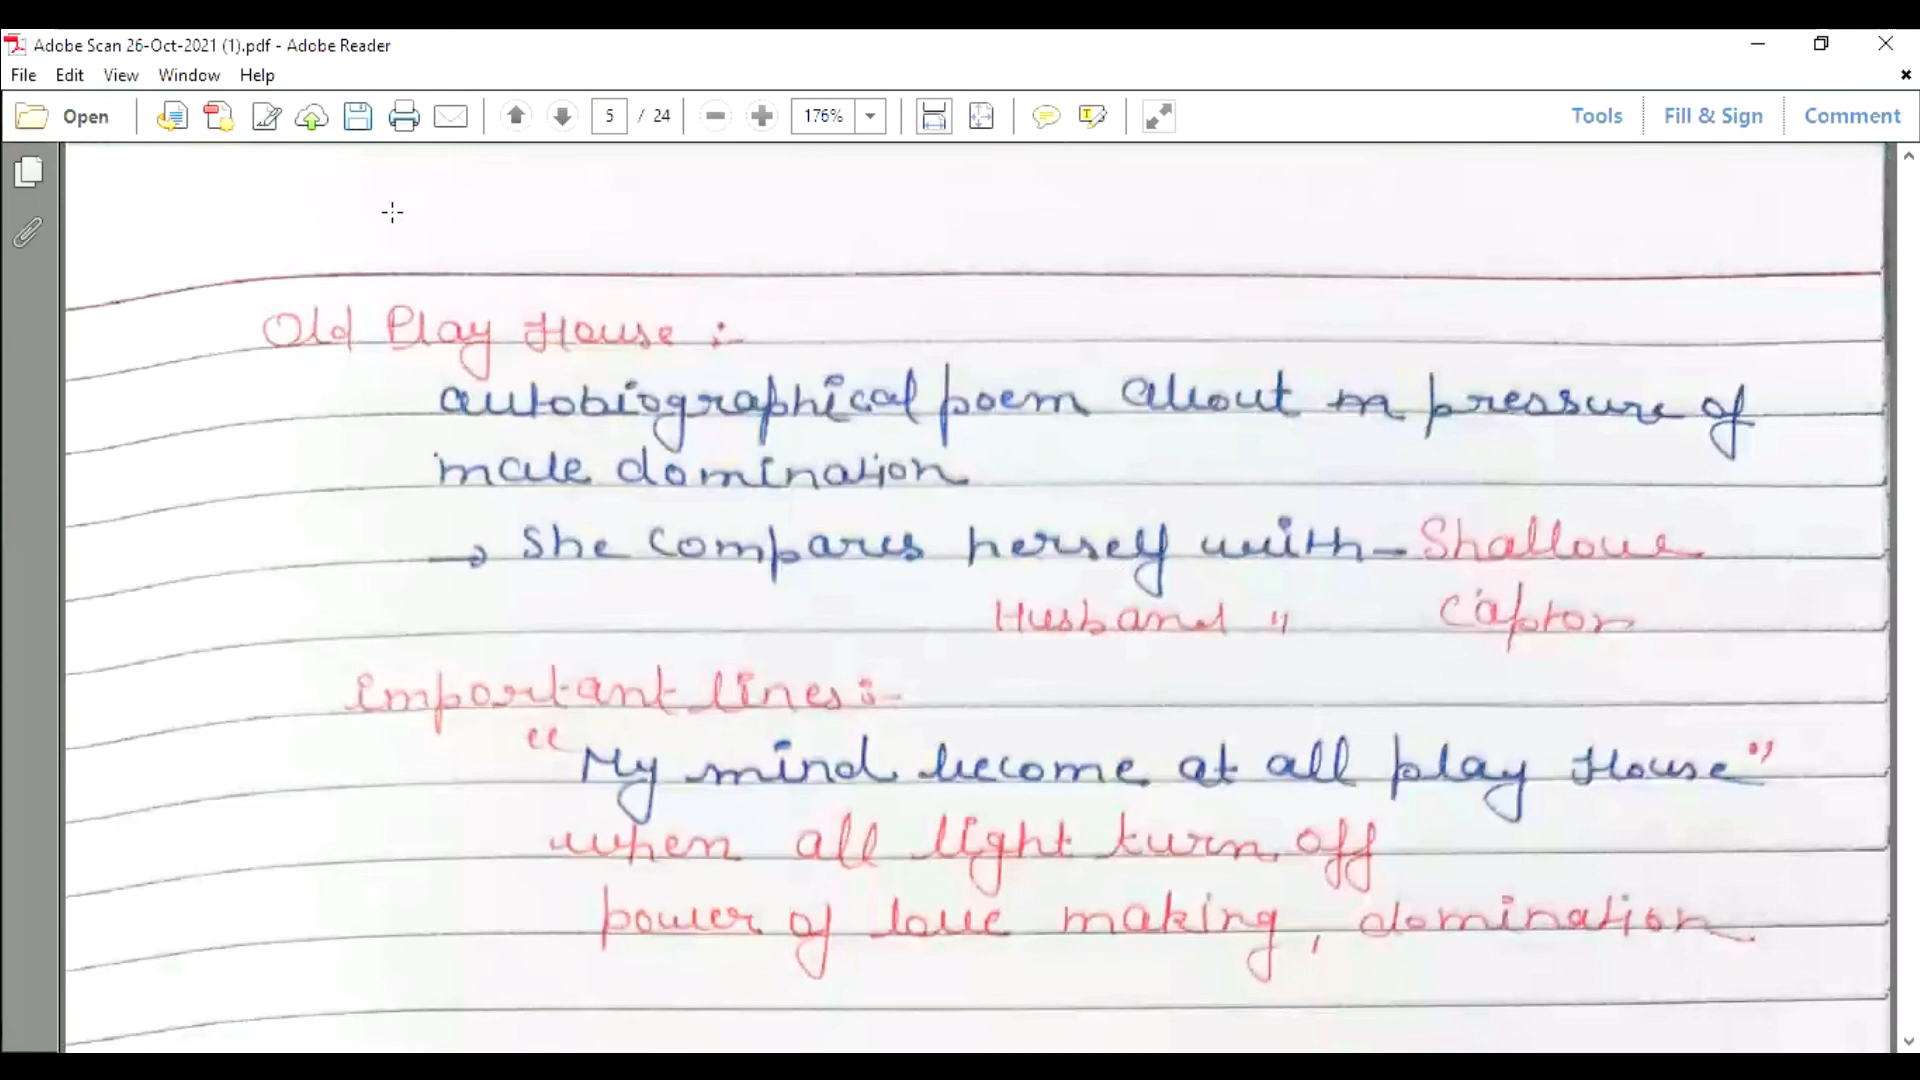 Adobe Scan 26-Oct-2021 (1).pdf - Adobe Reader
File Edit View Window Help
Open 5 / 24 176% Tools Fill & Sign Comment
Old Play House :-
autobiographical poem about in pressure of
male domination
→ She compares herself with - Shallowe
Husband " Captor
important lines :-
"My mind become at all play House"
when all light turn off
power of love making, domination